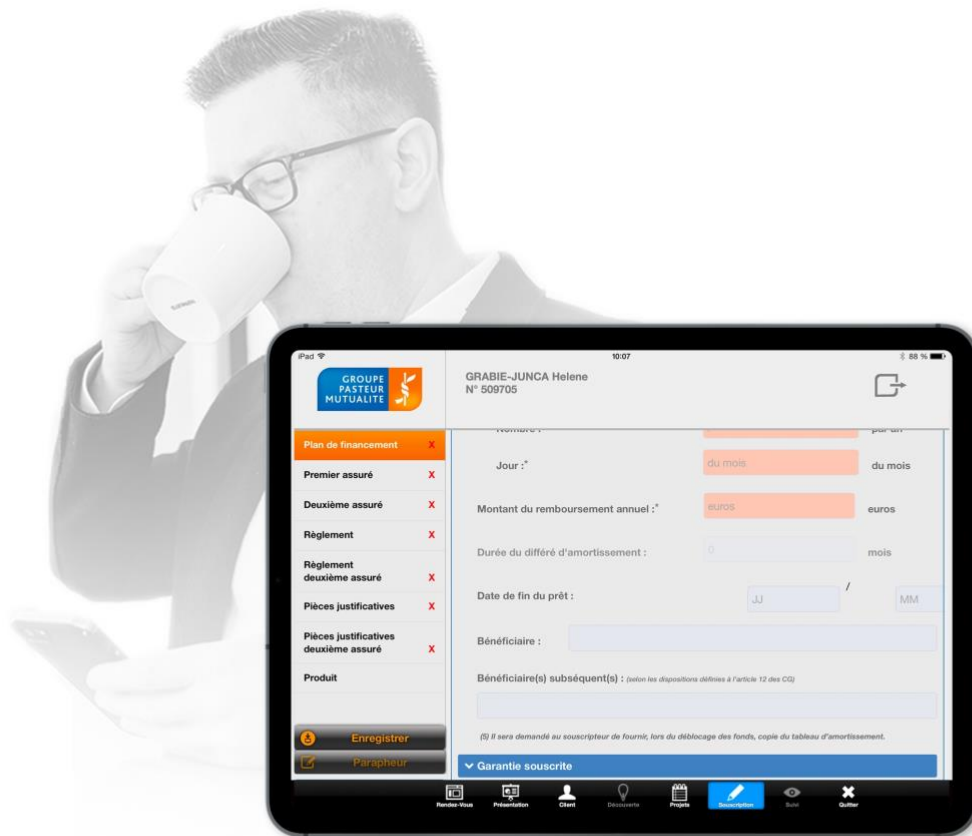 iPad
10:07
88 %
GROUPE
PASTEUR
MUTUALITE
GRABIE-JUNCA Helene
N° 509705
Plan de financement X
Premier assuré X
Deuxième assuré X
Règlement X
Règlement
deuxième assuré X
Pièces justificatives X
Pièces justificatives
deuxième assuré X
Produit
Enregistrer
Parapheur
Nombre : par an
Jour :* du mois du mois
Montant du remboursement annuel :* euros euros
Durée du différé d'amortissement : 0 mois
Date de fin du prêt : JJ / MM
Bénéficiaire :
Bénéficiaire(s) subséquent(s) : (selon les dispositions définies à l'article 12 des CG)
(5) Il sera demandé au souscripteur de fournir, lors du déblocage des fonds, copie du tableau d'amortissement.
Garantie souscrite
Rendez-Vous Présentation Client Découverte Projets Souscription Suivi Quitter